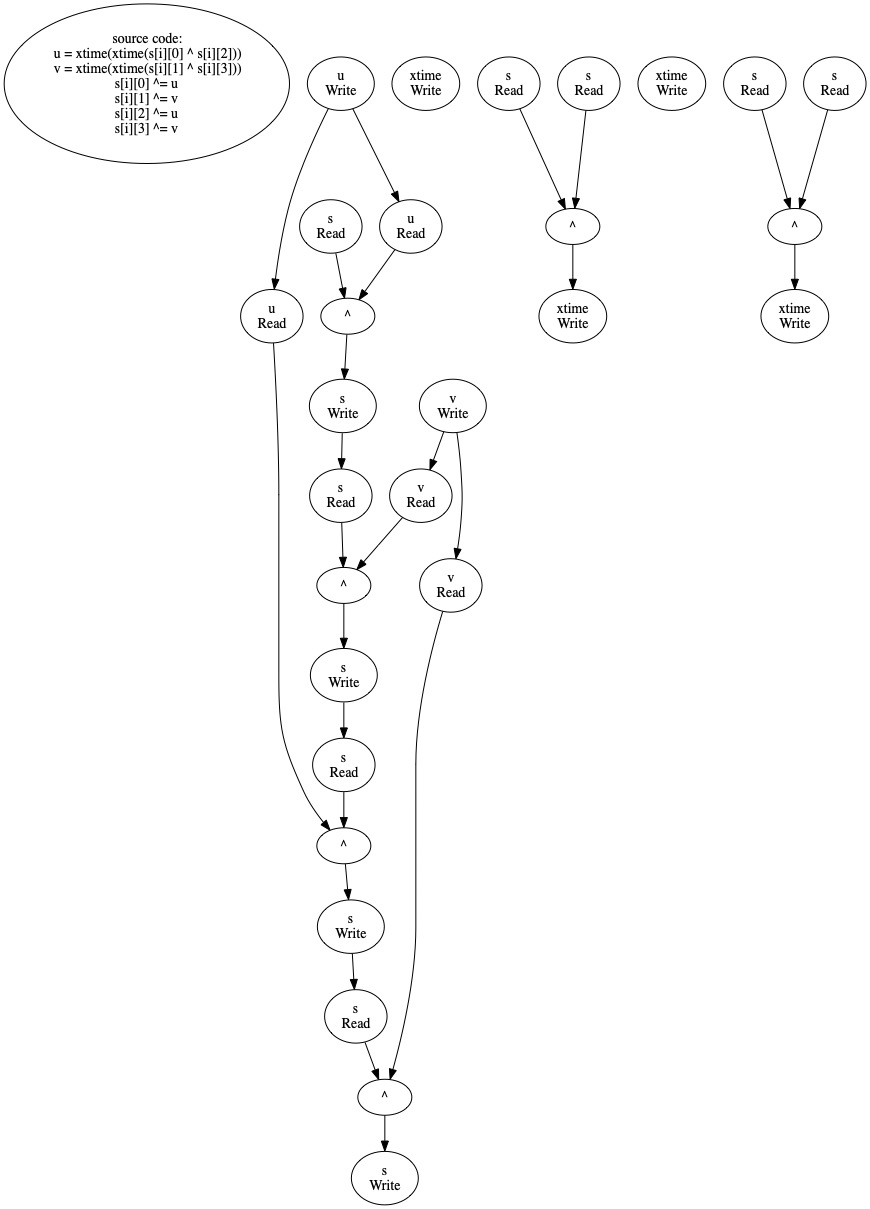 source code:
u = xtime(xtime(s[i][0] ^ s[i][2]))
v = xtime(xtime(s[i][1] ^ s[i][3]))
s[i][0] ^= u
s[i][1] ^= v
s[i][2] ^= u
s[i][3] ^= v
u
Write
xtime
Write
s
Read
s
Read
xtime
Write
s
Read
s
Read
s
Read
u
Read
^
^
u
Read
^
xtime
Write
xtime
Write
s
Write
v
Write
s
Read
v
Read
^
v
Read
s
Write
s
Read
^
s
Write
s
Read
^
s
Write